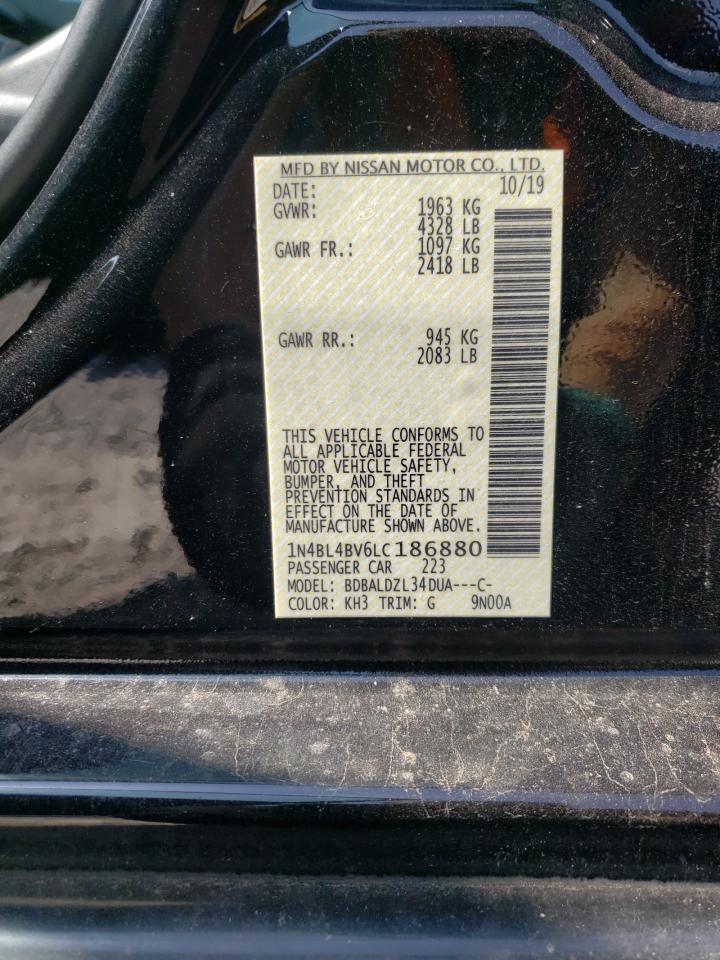 MFD BY NISSAN MOTOR CO., LTD.
DATE: 10/19
GVWR: 1963 KG
4328 LB
GAWR FR.: 1097 KG
2418 LB
GAWR RR.: 945 KG
2083 LB
THIS VEHICLE CONFORMS TO
ALL APPLICABLE FEDERAL
MOTOR VEHICLE SAFETY,
BUMPER, AND THEFT
PREVENTION STANDARDS IN
EFFECT ON THE DATE OF
MANUFACTURE SHOWN ABOVE.
1N4BL4BV6LC186880
PASSENGER CAR 223
MODEL: BDBALDZL34DUA---C-
COLOR: KH3 TRIM: G 9N00A